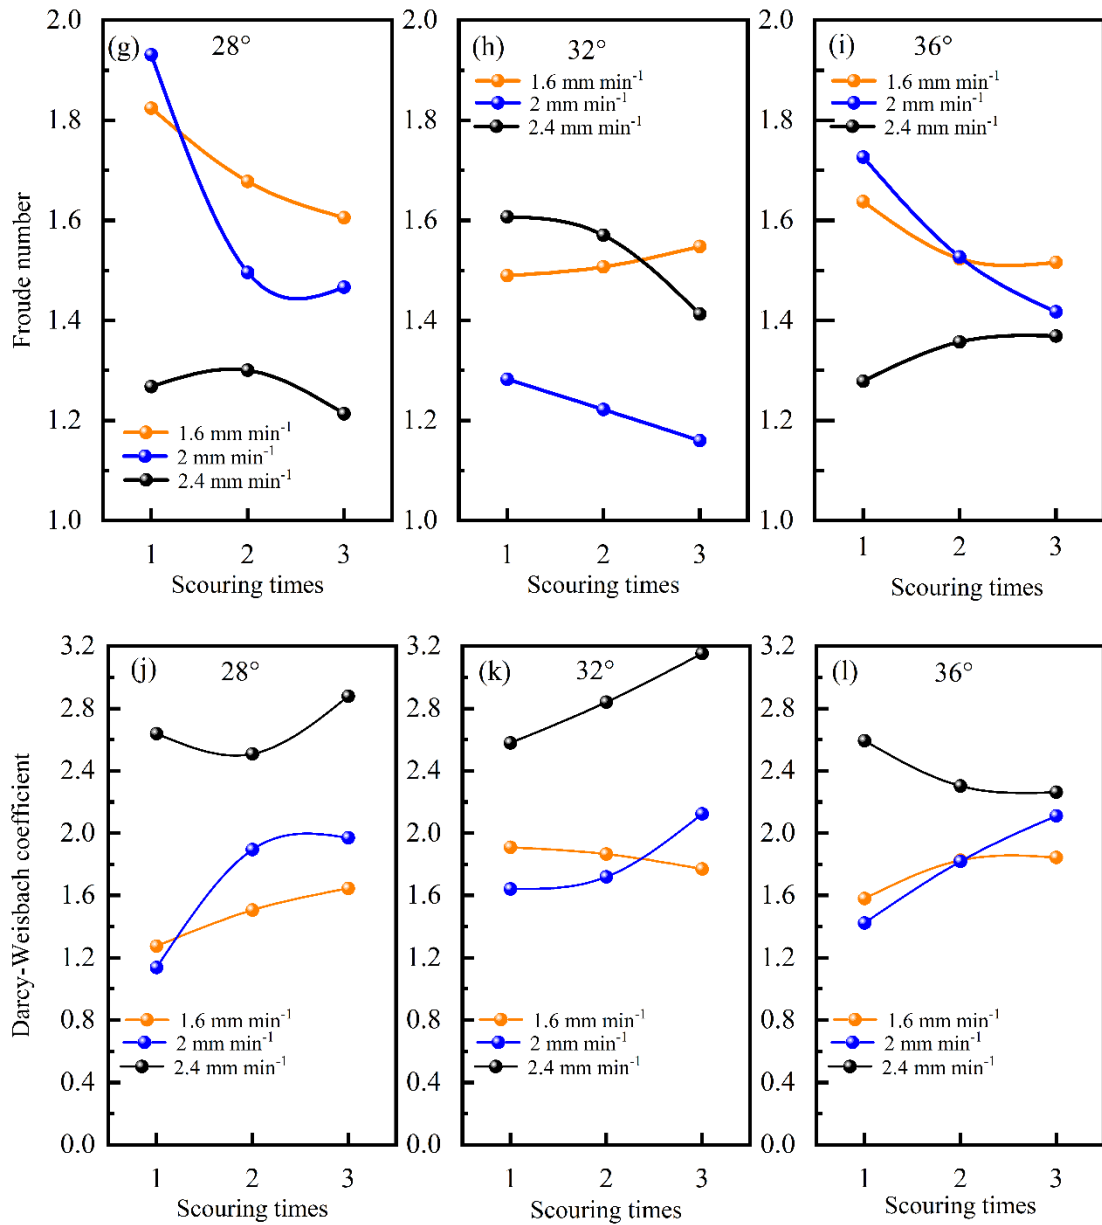 (g) 28°
2.0
1.8
1.6
1.4
1.2
1.0
Froude number
1.6 mm min⁻¹
2 mm min⁻¹
2.4 mm min⁻¹
1 2 3
Scouring times
(h) 32°
2.0
1.8
1.6
1.4
1.2
1.0
1.6 mm min⁻¹
2 mm min⁻¹
2.4 mm min⁻¹
1 2 3
Scouring times
(i) 36°
2.0
1.8
1.6
1.4
1.2
1.0
1.6 mm min⁻¹
2 mm min⁻¹
2.4 mm min⁻¹
1 2 3
Scouring times
(j) 28°
3.2
2.8
2.4
2.0
1.6
1.2
0.8
0.4
0.0
Darcy-Weisbach coefficient
1.6 mm min⁻¹
2 mm min⁻¹
2.4 mm min⁻¹
1 2 3
Scouring times
(k) 32°
3.2
2.8
2.4
2.0
1.6
1.2
0.8
0.4
0.0
1.6 mm min⁻¹
2 mm min⁻¹
2.4 mm min⁻¹
1 2 3
Scouring times
(l) 36°
3.2
2.8
2.4
2.0
1.6
1.2
0.8
0.4
0.0
1.6 mm min⁻¹
2 mm min⁻¹
2.4 mm min⁻¹
1 2 3
Scouring times